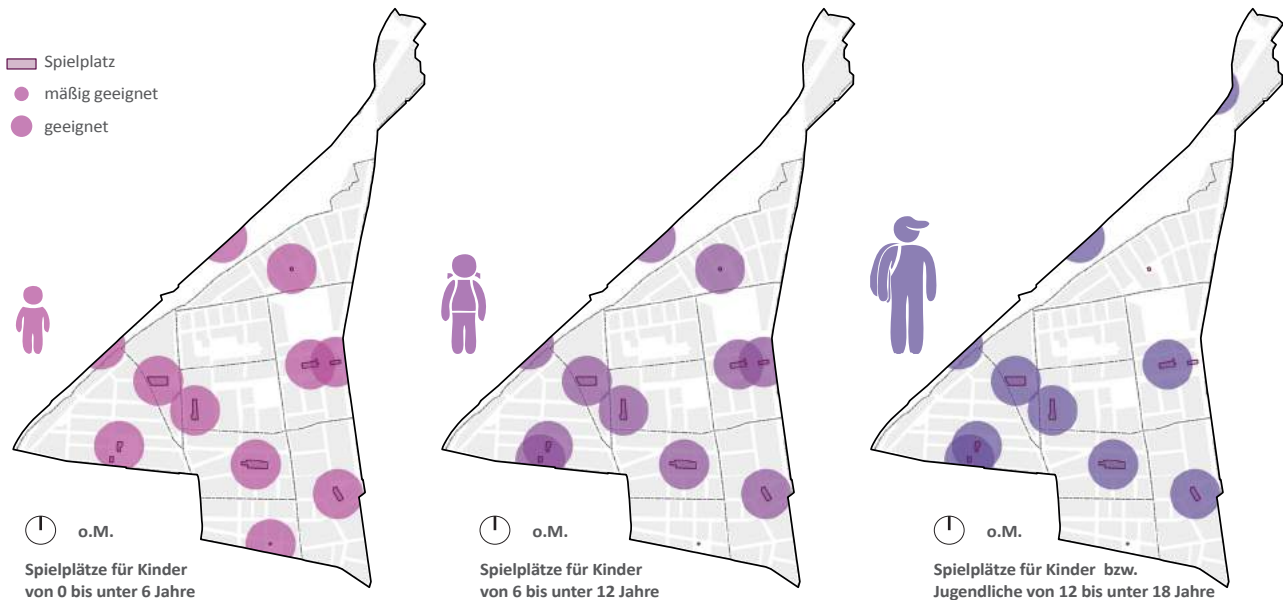 Spielplatz
mäßig geeignet
geeignet
o.M.
Spielplätze für Kinder
von 0 bis unter 6 Jahre
o.M.
Spielplätze für Kinder
von 6 bis unter 12 Jahre
o.M.
Spielplätze für Kinder bzw.
Jugendliche von 12 bis unter 18 Jahre